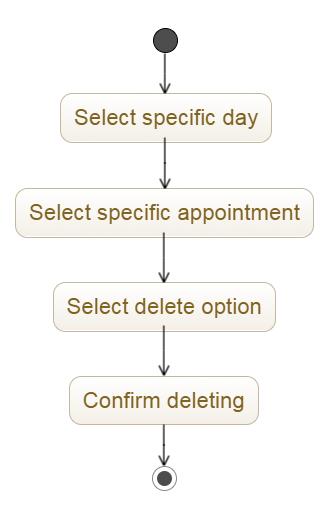 Select specific day
Select specific appointment
Select delete option
Confirm deleting